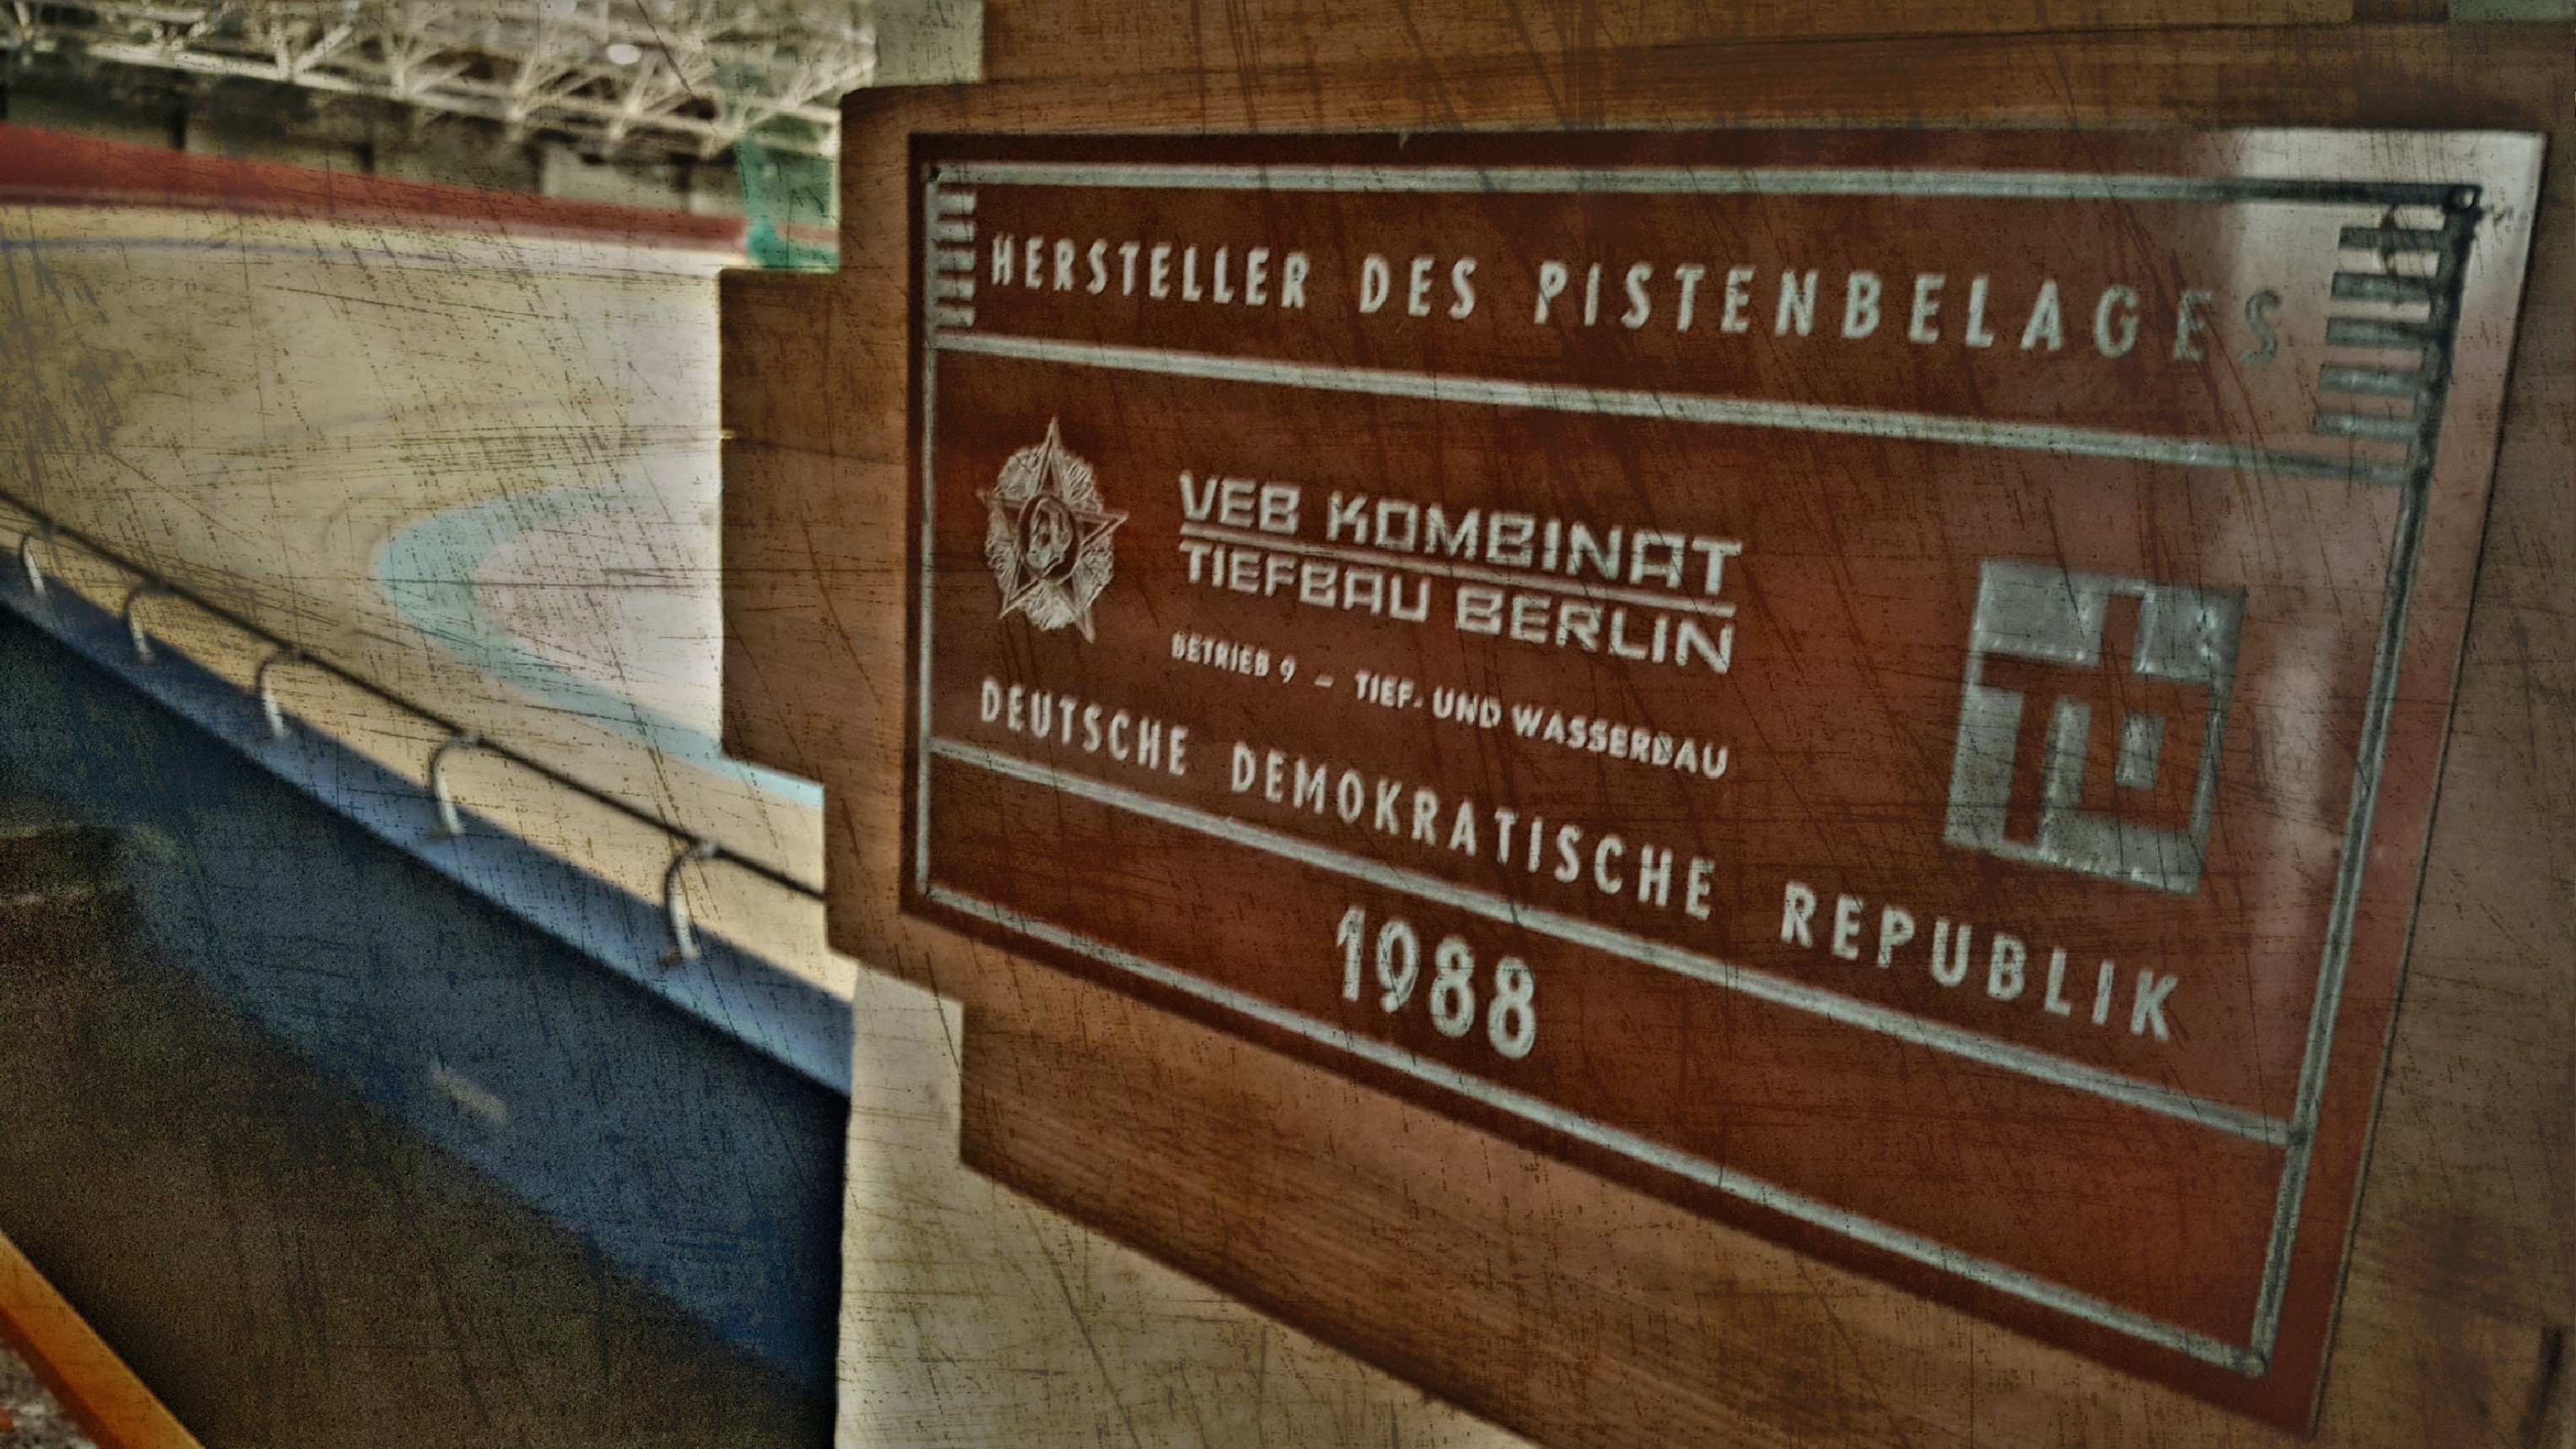 HERSTELLER DES PISTENBELAGES
VEB KOMBINAT
TIEFBAU BERLIN
BETRIEB 9 – TIEF- UND WASSERBAU
DEUTSCHE DEMOKRATISCHE REPUBLIK
1988